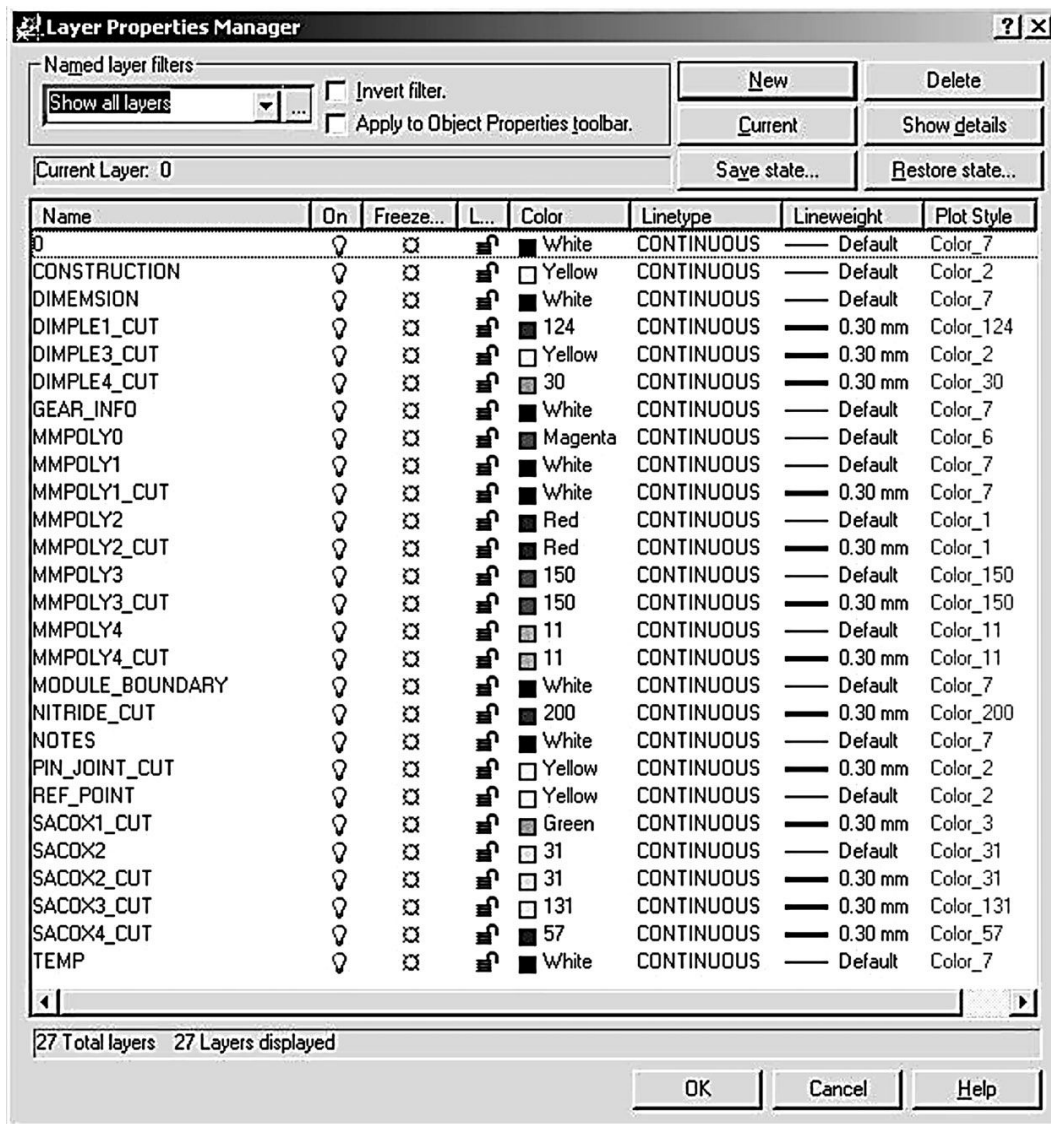 Layer Properties Manager
Named layer filters
Show all layers ... Invert filter. New Delete
Apply to Object Properties toolbar. Current Show details
Current Layer: 0 Save state... Restore state...
Name On Freeze... L... Color Linetype Lineweight Plot Style
0 White CONTINUOUS Default Color_7
CONSTRUCTION Yellow CONTINUOUS Default Color_2
DIMEMSION White CONTINUOUS Default Color_7
DIMPLE1_CUT 124 CONTINUOUS 0.30 mm Color_124
DIMPLE3_CUT Yellow CONTINUOUS 0.30 mm Color_2
DIMPLE4_CUT 30 CONTINUOUS 0.30 mm Color_30
GEAR_INFO White CONTINUOUS Default Color_7
MMPOLY0 Magenta CONTINUOUS Default Color_6
MMPOLY1 White CONTINUOUS Default Color_7
MMPOLY1_CUT White CONTINUOUS 0.30 mm Color_7
MMPOLY2 Red CONTINUOUS Default Color_1
MMPOLY2_CUT Red CONTINUOUS 0.30 mm Color_1
MMPOLY3 150 CONTINUOUS Default Color_150
MMPOLY3_CUT 150 CONTINUOUS 0.30 mm Color_150
MMPOLY4 11 CONTINUOUS Default Color_11
MMPOLY4_CUT 11 CONTINUOUS 0.30 mm Color_11
MODULE_BOUNDARY White CONTINUOUS Default Color_7
NITRIDE_CUT 200 CONTINUOUS 0.30 mm Color_200
NOTES White CONTINUOUS Default Color_7
PIN_JOINT_CUT Yellow CONTINUOUS 0.30 mm Color_2
REF_POINT Yellow CONTINUOUS Default Color_2
SACOX1_CUT Green CONTINUOUS 0.30 mm Color_3
SACOX2 31 CONTINUOUS Default Color_31
SACOX2_CUT 31 CONTINUOUS 0.30 mm Color_31
SACOX3_CUT 131 CONTINUOUS 0.30 mm Color_131
SACOX4_CUT 57 CONTINUOUS 0.30 mm Color_57
TEMP White CONTINUOUS Default Color_7
27 Total layers 27 Layers displayed
OK Cancel Help